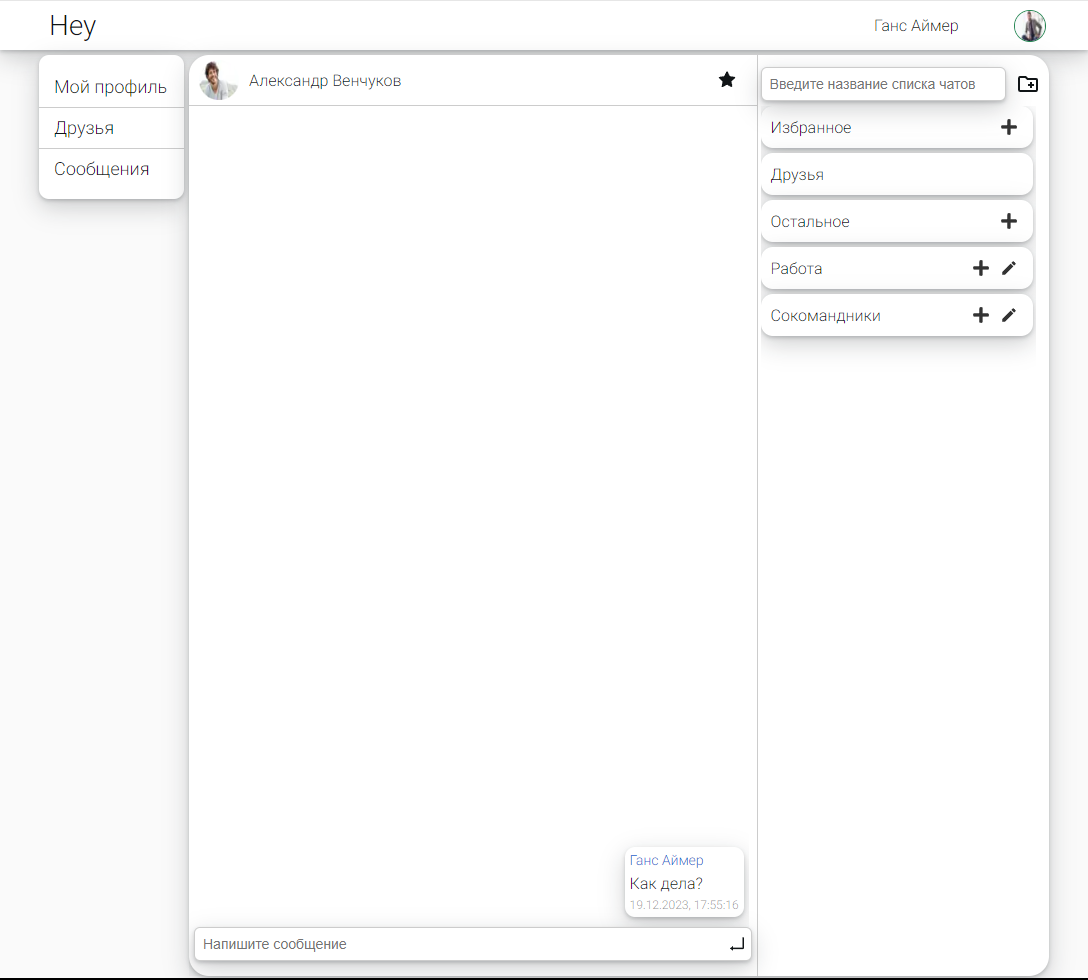 Hey
Ганс Аймер
Мой профиль
Друзья
Сообщения
Александр Венчуков
Ганс Аймер
Как дела?
19.12.2023, 17:55:16
Напишите сообщение
Введите название списка чатов
Избранное
Друзья
Остальное
Работа
Сокомандники